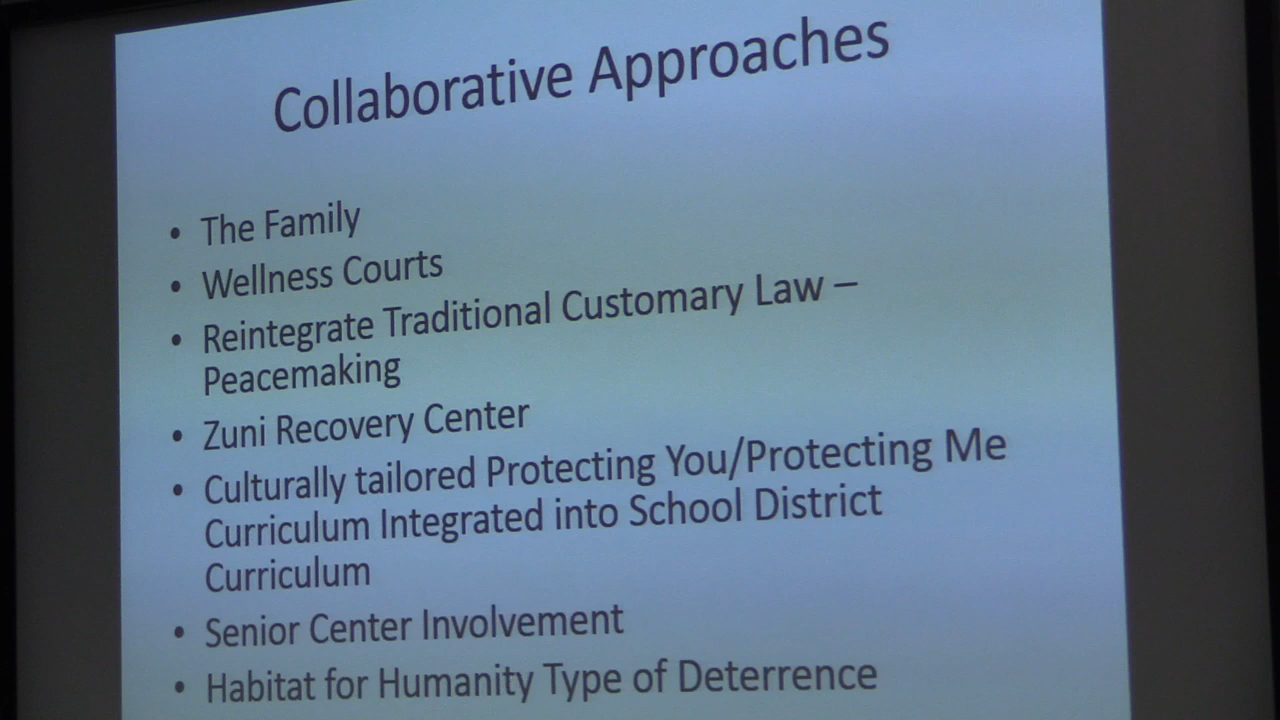 Collaborative Approaches
• The Family
• Wellness Courts
• Reintegrate Traditional Customary Law –
Peacemaking
• Zuni Recovery Center
• Culturally tailored Protecting You/Protecting Me
Curriculum Integrated into School District
Curriculum
• Senior Center Involvement
• Habitat for Humanity Type of Deterrence